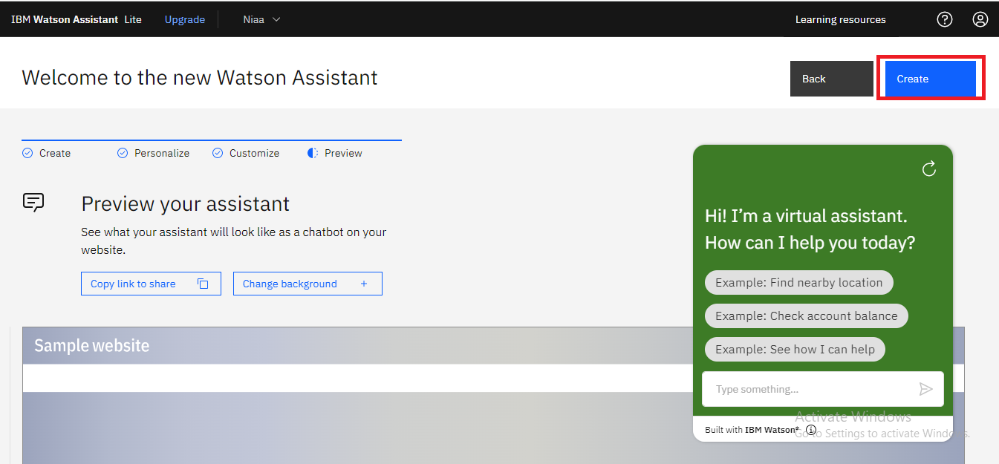 IBM Watson Assistant Lite Upgrade Niaa Learning resources
Welcome to the new Watson Assistant
Back
Create
Create Personalize Customize Preview
Preview your assistant
See what your assistant will look like as a chatbot on your
website.
Copy link to share
Change background +
Sample website
Hi! I’m a virtual assistant.
How can I help you today?
Example: Find nearby location
Example: Check account balance
Example: See how I can help
Type something...
Built with IBM Watson®
Activate Windows
Go to Settings to activate Windows.